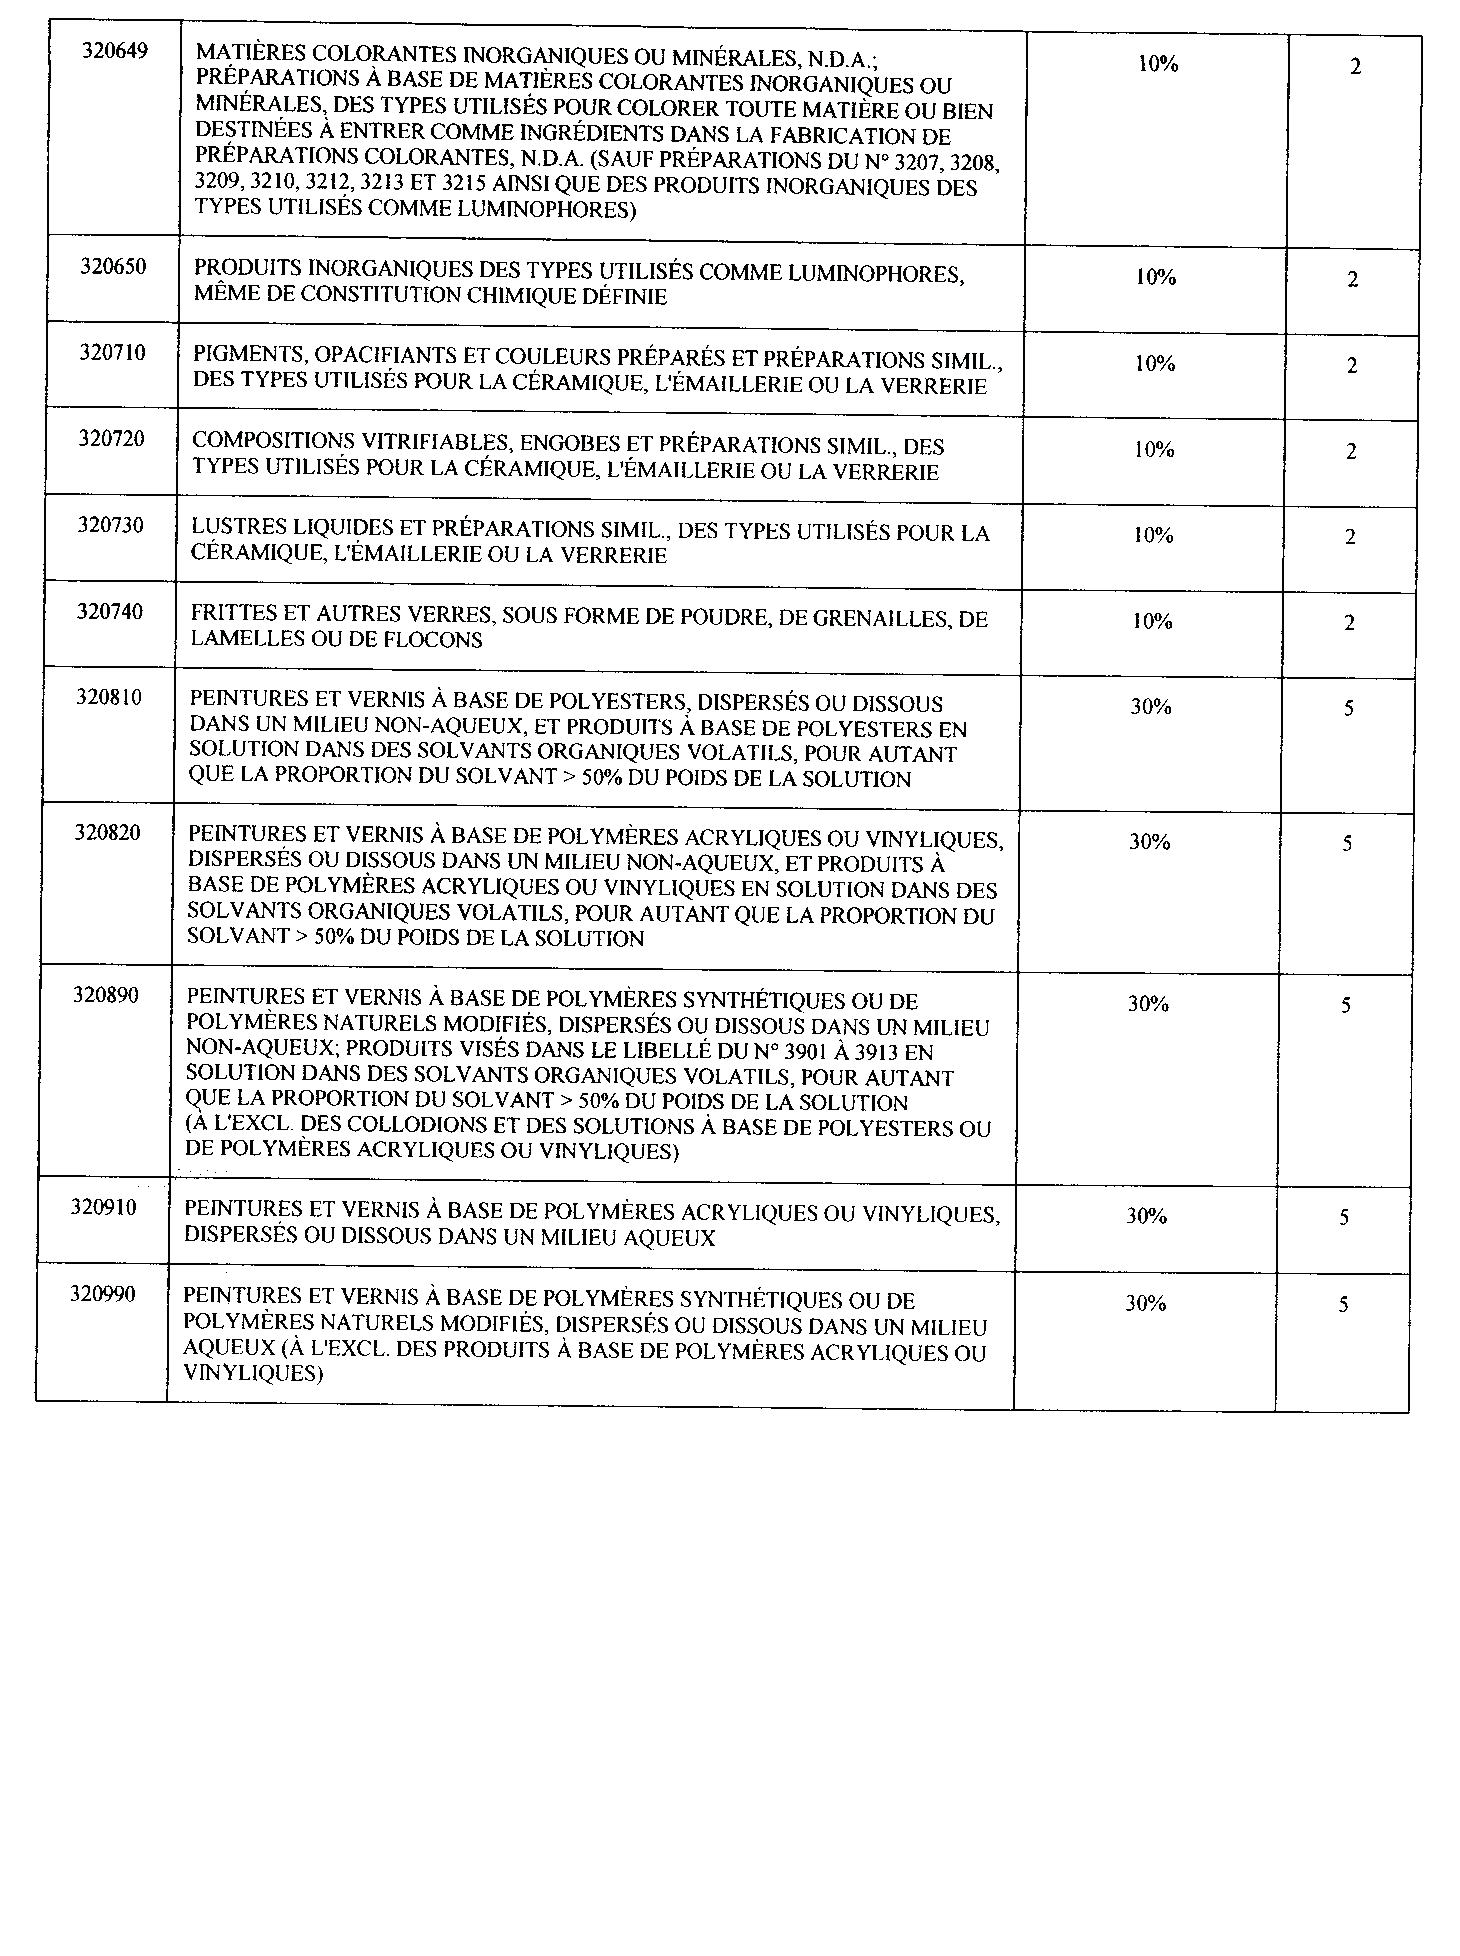 320649 MATIÈRES COLORANTES INORGANIQUES OU MINÉRALES, N.D.A.; 10% 2
PRÉPARATIONS À BASE DE MATIÈRES COLORANTES INORGANIQUES OU
MINÉRALES, DES TYPES UTILISÉS POUR COLORER TOUTE MATIÈRE OU BIEN
DESTINÉES À ENTRER COMME INGRÉDIENTS DANS LA FABRICATION DE
PRÉPARATIONS COLORANTES, N.D.A. (SAUF PRÉPARATIONS DU N° 3207, 3208,
3209, 3210, 3212, 3213 ET 3215 AINSI QUE DES PRODUITS INORGANIQUES DES
TYPES UTILISÉS COMME LUMINOPHORES)
320650 PRODUITS INORGANIQUES DES TYPES UTILISÉS COMME LUMINOPHORES, 10% 2
MÊME DE CONSTITUTION CHIMIQUE DÉFINIE
320710 PIGMENTS, OPACIFIANTS ET COULEURS PRÉPARÉS ET PRÉPARATIONS SIMIL., 10% 2
DES TYPES UTILISÉS POUR LA CÉRAMIQUE, L'ÉMAILLERIE OU LA VERRERIE
320720 COMPOSITIONS VITRIFIABLES, ENGOBES ET PRÉPARATIONS SIMIL., DES 10% 2
TYPES UTILISÉS POUR LA CÉRAMIQUE, L'ÉMAILLERIE OU LA VERRERIE
320730 LUSTRES LIQUIDES ET PRÉPARATIONS SIMIL., DES TYPES UTILISÉS POUR LA 10% 2
CÉRAMIQUE, L'ÉMAILLERIE OU LA VERRERIE
320740 FRITTES ET AUTRES VERRES, SOUS FORME DE POUDRE, DE GRENAILLES, DE 10% 2
LAMELLES OU DE FLOCONS
320810 PEINTURES ET VERNIS À BASE DE POLYESTERS, DISPERSÉS OU DISSOUS 30% 5
DANS UN MILIEU NON-AQUEUX, ET PRODUITS À BASE DE POLYESTERS EN
SOLUTION DANS DES SOLVANTS ORGANIQUES VOLATILS, POUR AUTANT
QUE LA PROPORTION DU SOLVANT > 50% DU POIDS DE LA SOLUTION
320820 PEINTURES ET VERNIS À BASE DE POLYMÈRES ACRYLIQUES OU VINYLIQUES, 30% 5
DISPERSÉS OU DISSOUS DANS UN MILIEU NON-AQUEUX, ET PRODUITS À
BASE DE POLYMÈRES ACRYLIQUES OU VINYLIQUES EN SOLUTION DANS DES
SOLVANTS ORGANIQUES VOLATILS, POUR AUTANT QUE LA PROPORTION DU
SOLVANT > 50% DU POIDS DE LA SOLUTION
320890 PEINTURES ET VERNIS À BASE DE POLYMÈRES SYNTHÉTIQUES OU DE 30% 5
POLYMÈRES NATURELS MODIFIÉS, DISPERSÉS OU DISSOUS DANS UN MILIEU
NON-AQUEUX; PRODUITS VISÉS DANS LE LIBELLÉ DU N° 3901 À 3913 EN
SOLUTION DANS DES SOLVANTS ORGANIQUES VOLATILS, POUR AUTANT
QUE LA PROPORTION DU SOLVANT > 50% DU POIDS DE LA SOLUTION
(À L'EXCL. DES COLLODIONS ET DES SOLUTIONS À BASE DE POLYESTERS OU
DE POLYMÈRES ACRYLIQUES OU VINYLIQUES)
320910 PEINTURES ET VERNIS À BASE DE POLYMÈRES ACRYLIQUES OU VINYLIQUES, 30% 5
DISPERSÉS OU DISSOUS DANS UN MILIEU AQUEUX
320990 PEINTURES ET VERNIS À BASE DE POLYMÈRES SYNTHÉTIQUES OU DE 30% 5
POLYMÈRES NATURELS MODIFIÉS, DISPERSÉS OU DISSOUS DANS UN MILIEU
AQUEUX (À L'EXCL. DES PRODUITS À BASE DE POLYMÈRES ACRYLIQUES OU
VINYLIQUES)